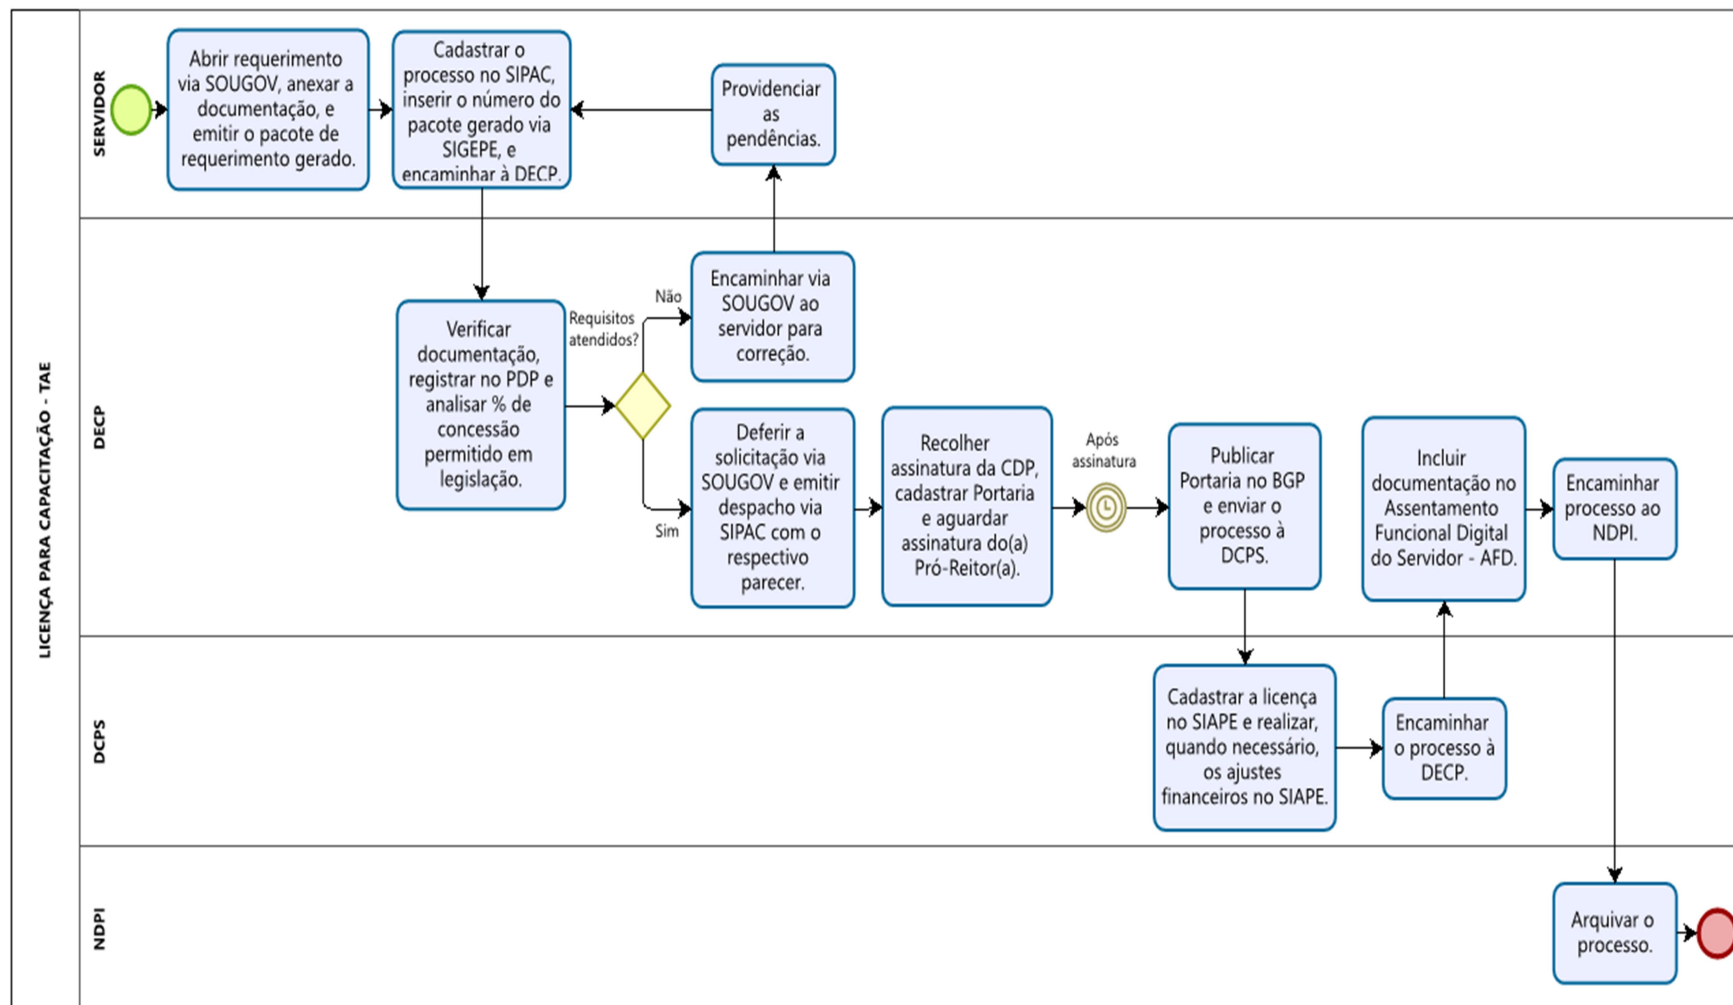 LICENÇA PARA CAPACITAÇÃO - TAE
SERVIDOR
Abrir requerimento
via SOUGOV, anexar a
documentação, e
emitir o pacote de
requerimento gerado.
Cadastrar o
processo no SIPAC,
inserir o número do
pacote gerado via
SIGEPE, e
encaminhar à DECP.
Providenciar
as
pendências.
DECP
Verificar
documentação,
registrar no PDP e
analisar % de
concessão
permitido em
legislação.
Requisitos
atendidos?
Não
Encaminhar via
SOUGOV ao
servidor para
correção.
Sim
Deferir a
solicitação via
SOUGOV e emitir
despacho via
SIPAC com o
respectivo
parecer.
Recolher
assinatura da CDP,
cadastrar Portaria
e aguardar
assinatura do(a)
Pró-Reitor(a).
Após
assinatura
Publicar
Portaria no BGP
e enviar o
processo à
DCPS.
Incluir
documentação no
Assentamento
Funcional Digital
do Servidor - AFD.
Encaminhar
processo ao
NDPI.
DCPS
Cadastrar a licença
no SIAPE e realizar,
quando necessário,
os ajustes
financeiros no SIAPE.
Encaminhar
o processo à
DECP.
NDPI
Arquivar o
processo.